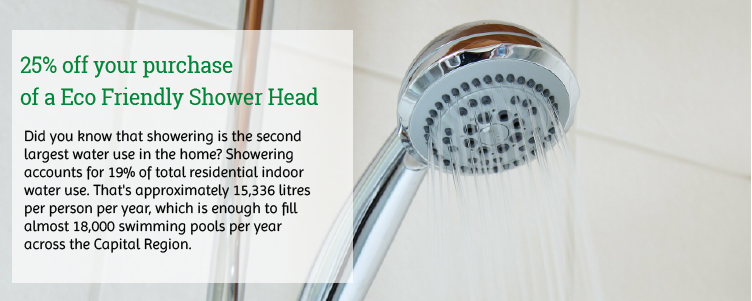 25% off your purchase
of a Eco Friendly Shower Head
Did you know that showering is the second
largest water use in the home? Showering
accounts for 19% of total residential indoor
water use. That's approximately 15,336 litres
per person per year, which is enough to fill
almost 18,000 swimming pools per year
across the Capital Region.